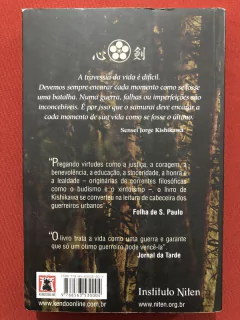 心 剣
A travessia da vida é difícil.
Devemos sempre encarar cada momento como se fosse
uma batalha. Numa guerra, falhas ou imperfeições são
inconcebíveis. É por isso que o samurai deve encarar a
cada momento de sua vida como se fosse o último.
Sensei Jorge Kishikawa
"Pregando virtudes como a justiça, a coragem, a
benevolência, a educação, a sinceridade, a honra e
a lealdade – originárias de correntes filosóficas
como o budismo e o xintoísmo – o livro de
Kishikawa se converteu na leitura de cabeceira dos
guerreiros urbanos".
Folha de S. Paulo
"O livro trata a vida como uma guerra e garante
que só um ótimo guerreiro pode vencê-la".
Jornal da Tarde
Instituto Niten
www.kendoonline.com.br
www.niten.org.br